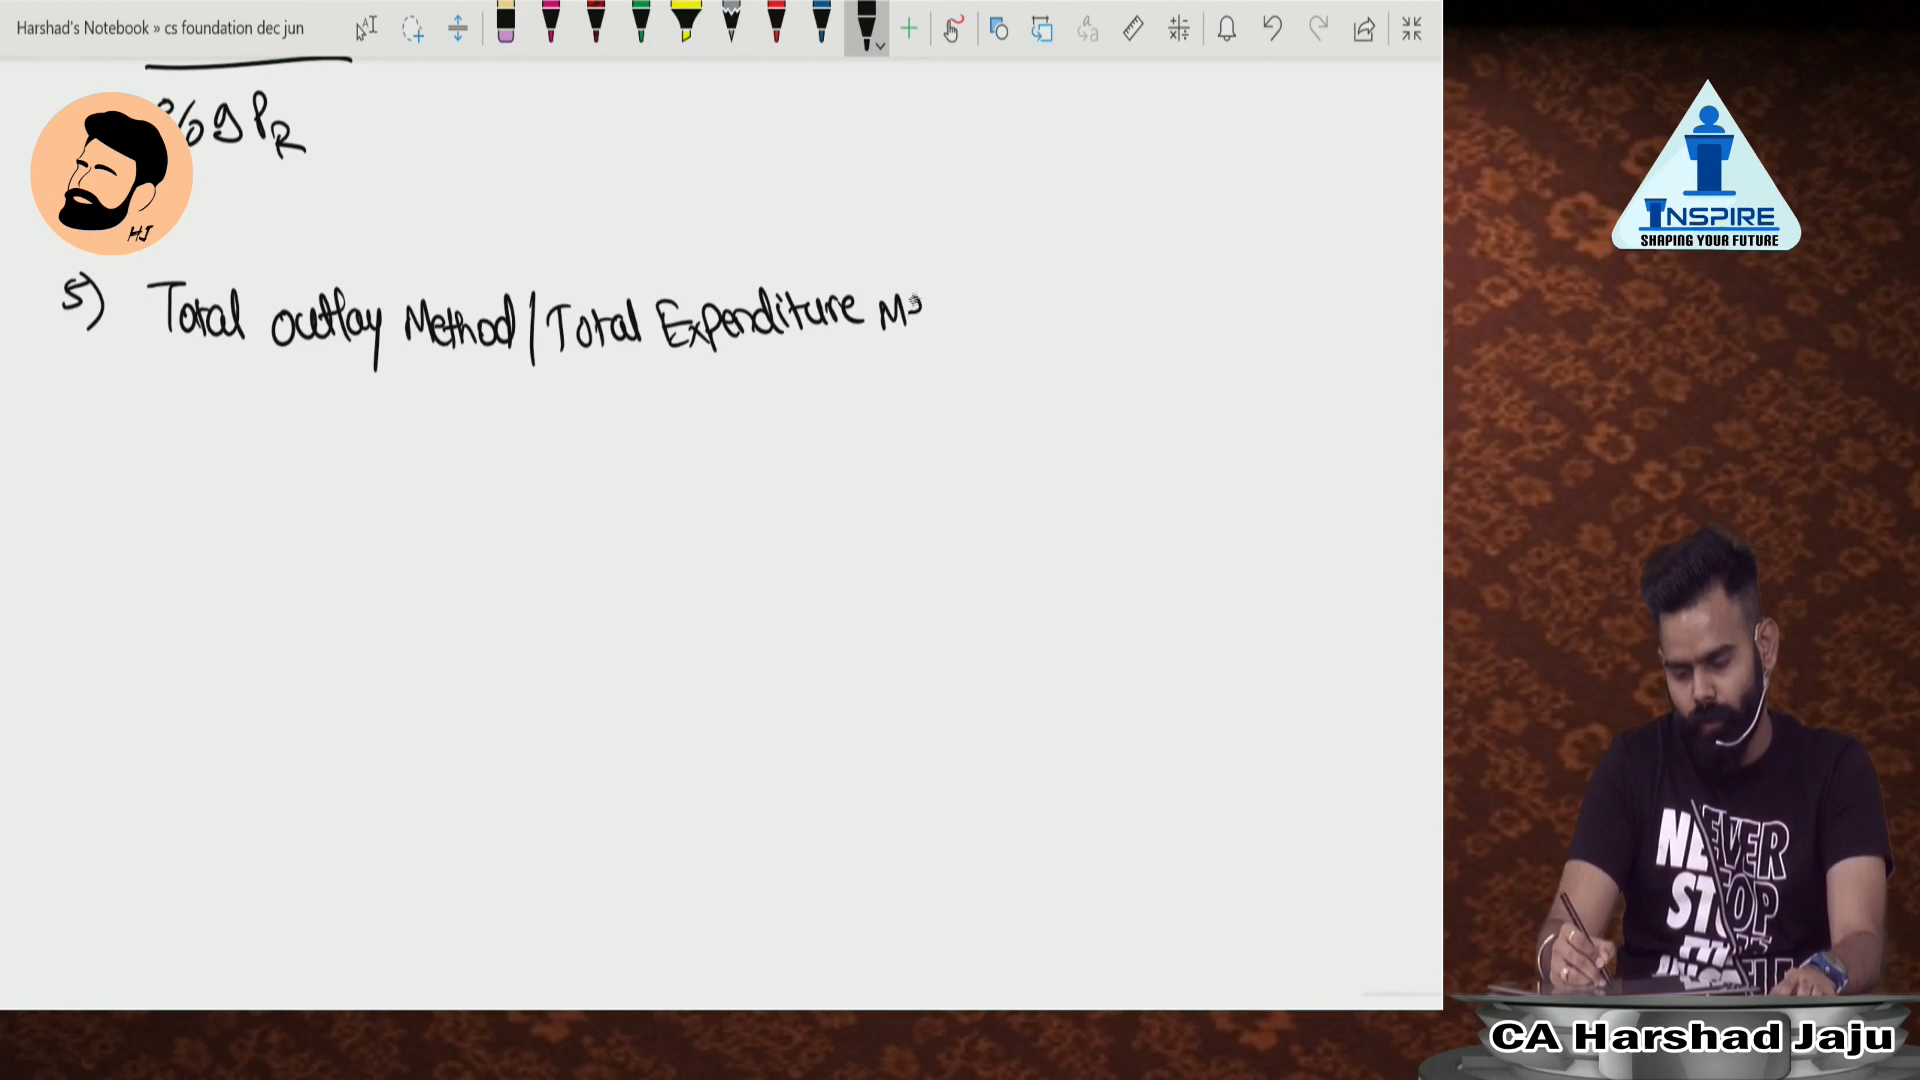 Harshad's Notebook » cs foundation dec jun
% g PR
HJ
5) Total outlay Method / Total Expenditure
INSPIRE
SHAPING YOUR FUTURE
NEVER
STOP
CA Harshad Jaju